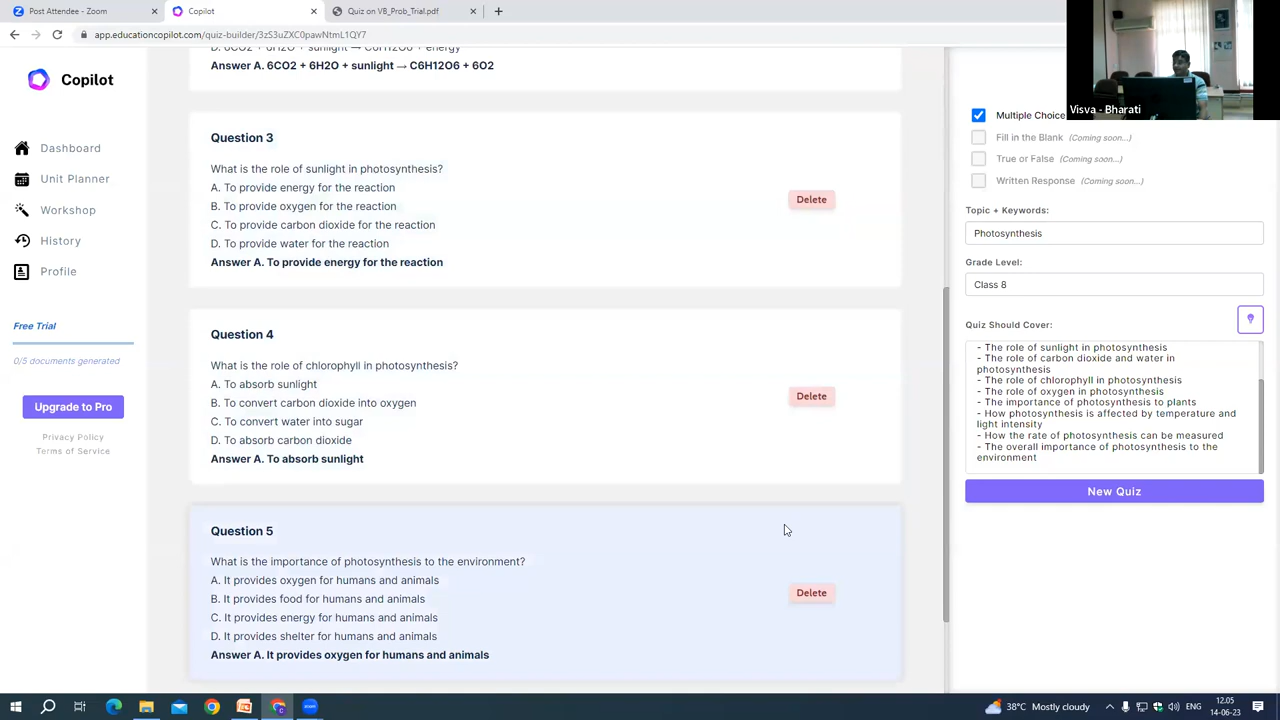 Post Attendee - Zoom
Copilot
Quiz on VB_Prob_Trial.pdf
app.educationcopilot.com/quiz-builder/3zS3uZXC0pawNtmL1QY7
Visva - Bharati
Copilot
Dashboard
Unit Planner
Workshop
History
Profile
Free Trial
0/5 documents generated
Upgrade to Pro
Privacy Policy
Terms of Service
D. 6CO2 + 6H2O + sunlight → C6H12O6 + energy
Answer A. 6CO2 + 6H2O + sunlight → C6H12O6 + 6O2
Question 3
What is the role of sunlight in photosynthesis?
A. To provide energy for the reaction
B. To provide oxygen for the reaction
C. To provide carbon dioxide for the reaction
D. To provide water for the reaction
Answer A. To provide energy for the reaction
Delete
Question 4
What is the role of chlorophyll in photosynthesis?
A. To absorb sunlight
B. To convert carbon dioxide into oxygen
C. To convert water into sugar
D. To absorb carbon dioxide
Answer A. To absorb sunlight
Delete
Question 5
What is the importance of photosynthesis to the environment?
A. It provides oxygen for humans and animals
B. It provides food for humans and animals
C. It provides energy for humans and animals
D. It provides shelter for humans and animals
Answer A. It provides oxygen for humans and animals
Delete
Multiple Choice
Fill in the Blank (Coming soon...)
True or False (Coming soon...)
Written Response (Coming soon...)
Topic + Keywords:
Photosynthesis
Grade Level:
Class 8
Quiz Should Cover:
- The role of sunlight in photosynthesis
- The role of carbon dioxide and water in
photosynthesis
- The role of chlorophyll in photosynthesis
- The role of oxygen in photosynthesis
- The importance of photosynthesis to plants
- How photosynthesis is affected by temperature and
light intensity
- How the rate of photosynthesis can be measured
- The overall importance of photosynthesis to the
environment
New Quiz
38°C Mostly cloudy
12.05
14-06-23